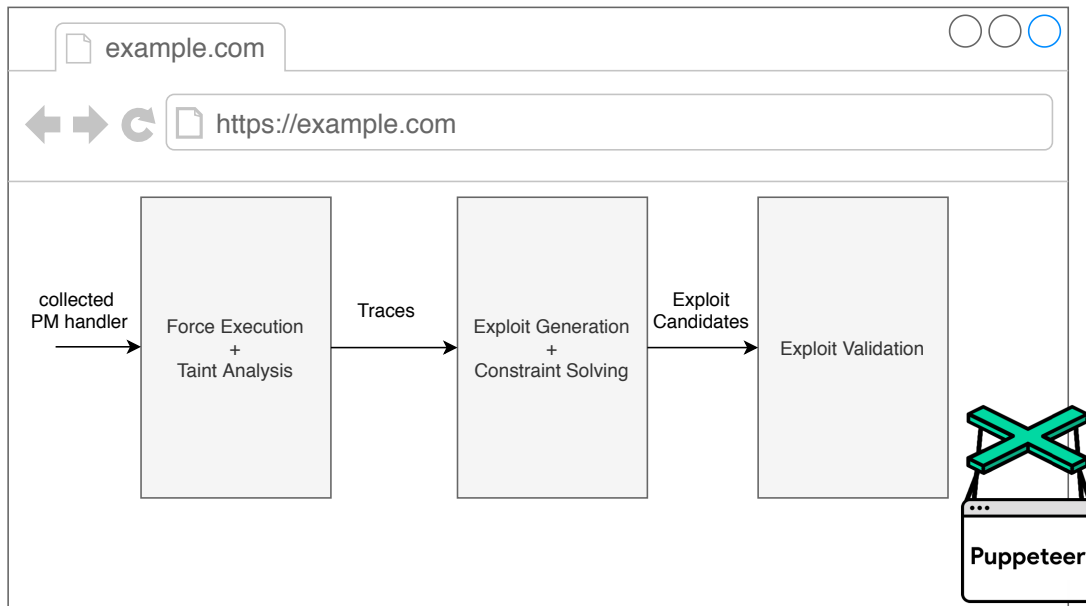 example.com
https://example.com
collected
PM handler
Force Execution
+
Taint Analysis
Traces
Exploit Generation
+
Constraint Solving
Exploit
Candidates
Exploit Validation
Puppeteer